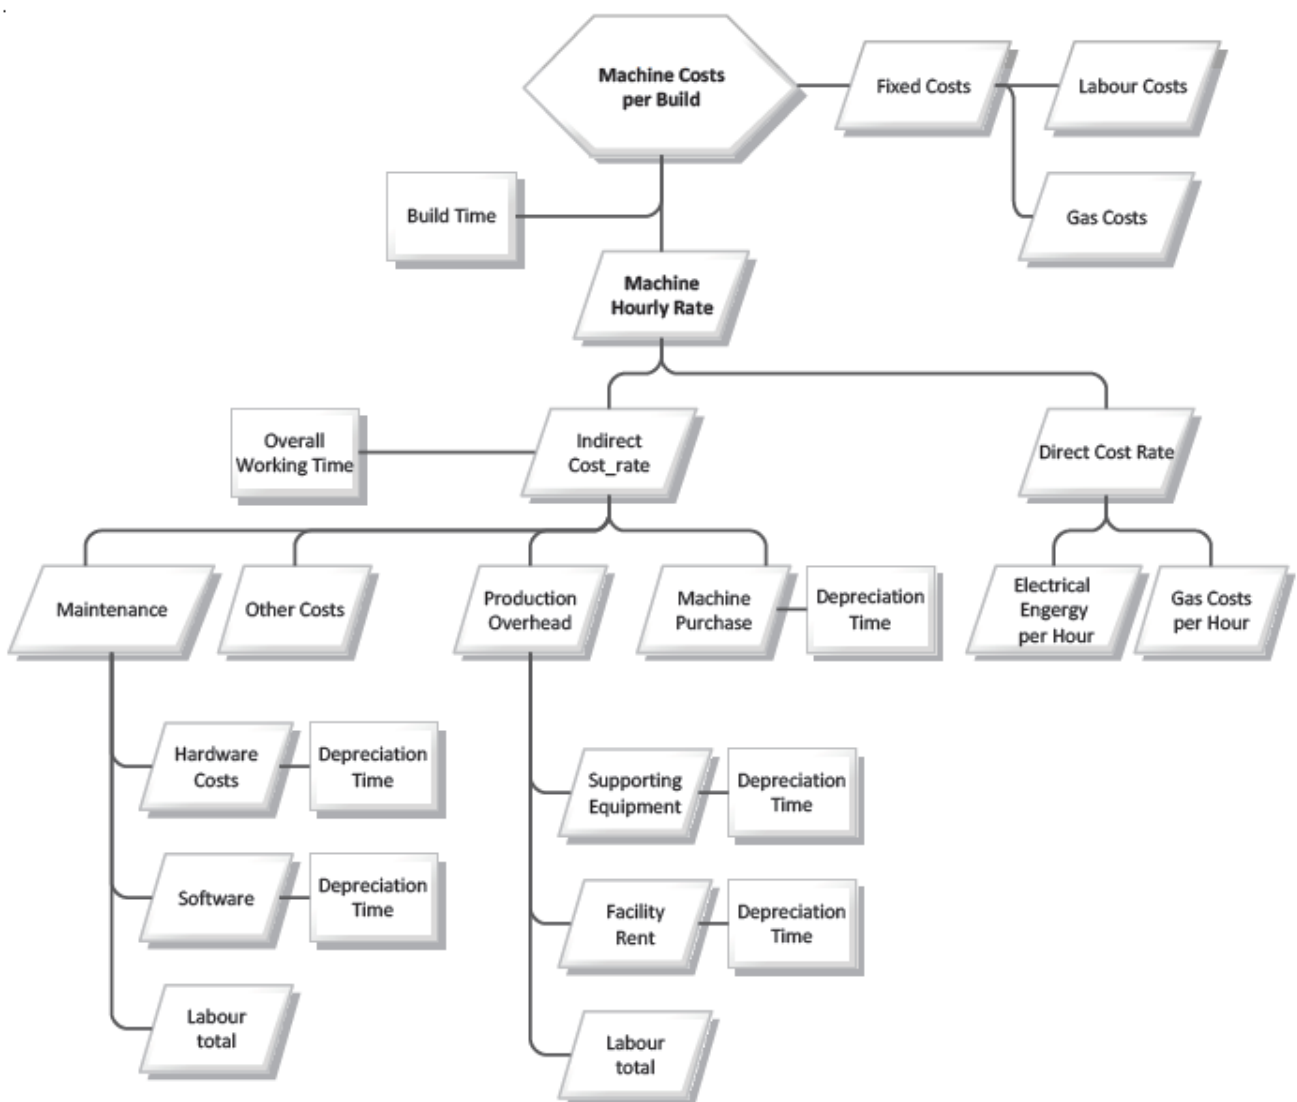 .
Machine Costs
per Build
Fixed Costs
Labour Costs
Gas Costs
Build Time
Machine
Hourly Rate
Overall
Working Time
Indirect
Cost_rate
Direct Cost Rate
Maintenance
Other Costs
Production
Overhead
Machine
Purchase
Depreciation
Time
Electrical
Engergy
per Hour
Gas Costs
per Hour
Hardware
Costs
Depreciation
Time
Supporting
Equipment
Depreciation
Time
Software
Depreciation
Time
Facility
Rent
Depreciation
Time
Labour
total
Labour
total